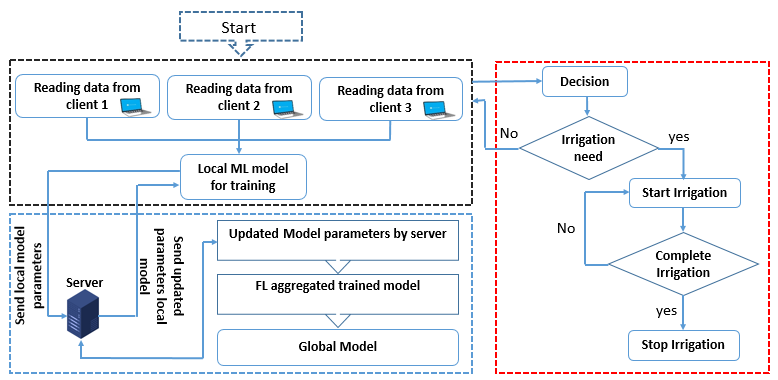 Start
Reading data from
client 1
Reading data from
client 2
Reading data from
client 3
Local ML model
for training
Send local model
parameters
Server
Send updated
parameters local
model
Updated Model parameters by server
FL aggregated trained model
Global Model
Decision
No
Irrigation
need
yes
Start Irrigation
No
Complete
Irrigation
yes
Stop Irrigation